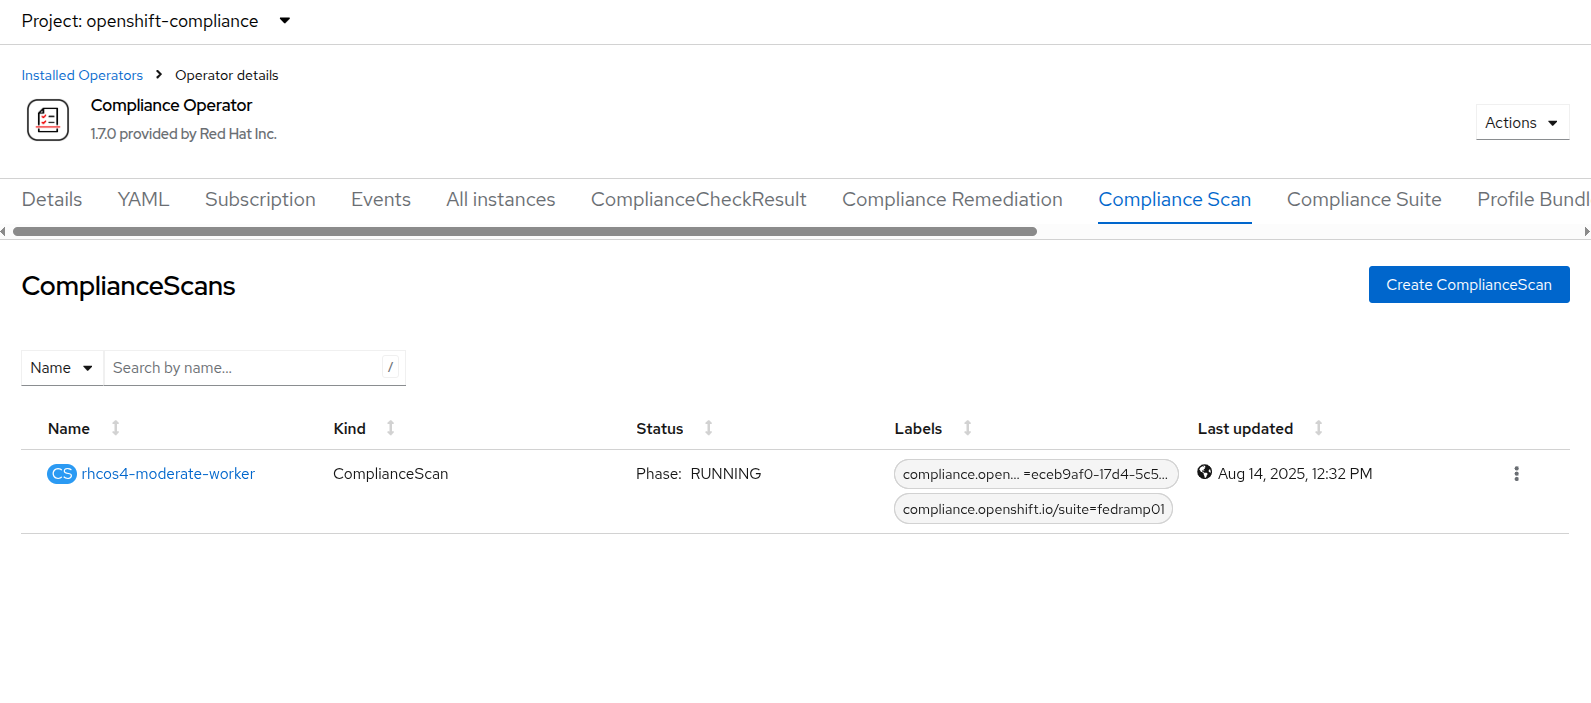 Project: openshift-compliance
Installed Operators > Operator details
Compliance Operator
1.7.0 provided by Red Hat Inc.
Actions
Details YAML Subscription Events All instances ComplianceCheckResult Compliance Remediation Compliance Scan Compliance Suite Profile Bundl
ComplianceScans
Create ComplianceScan
Name Search by name... /
Name Kind Status Labels Last updated
CS rhcos4-moderate-worker ComplianceScan Phase: RUNNING compliance.open... =eceb9af0-17d4-5c5... Aug 14, 2025, 12:32 PM
compliance.openshift.io/suite=fedramp01